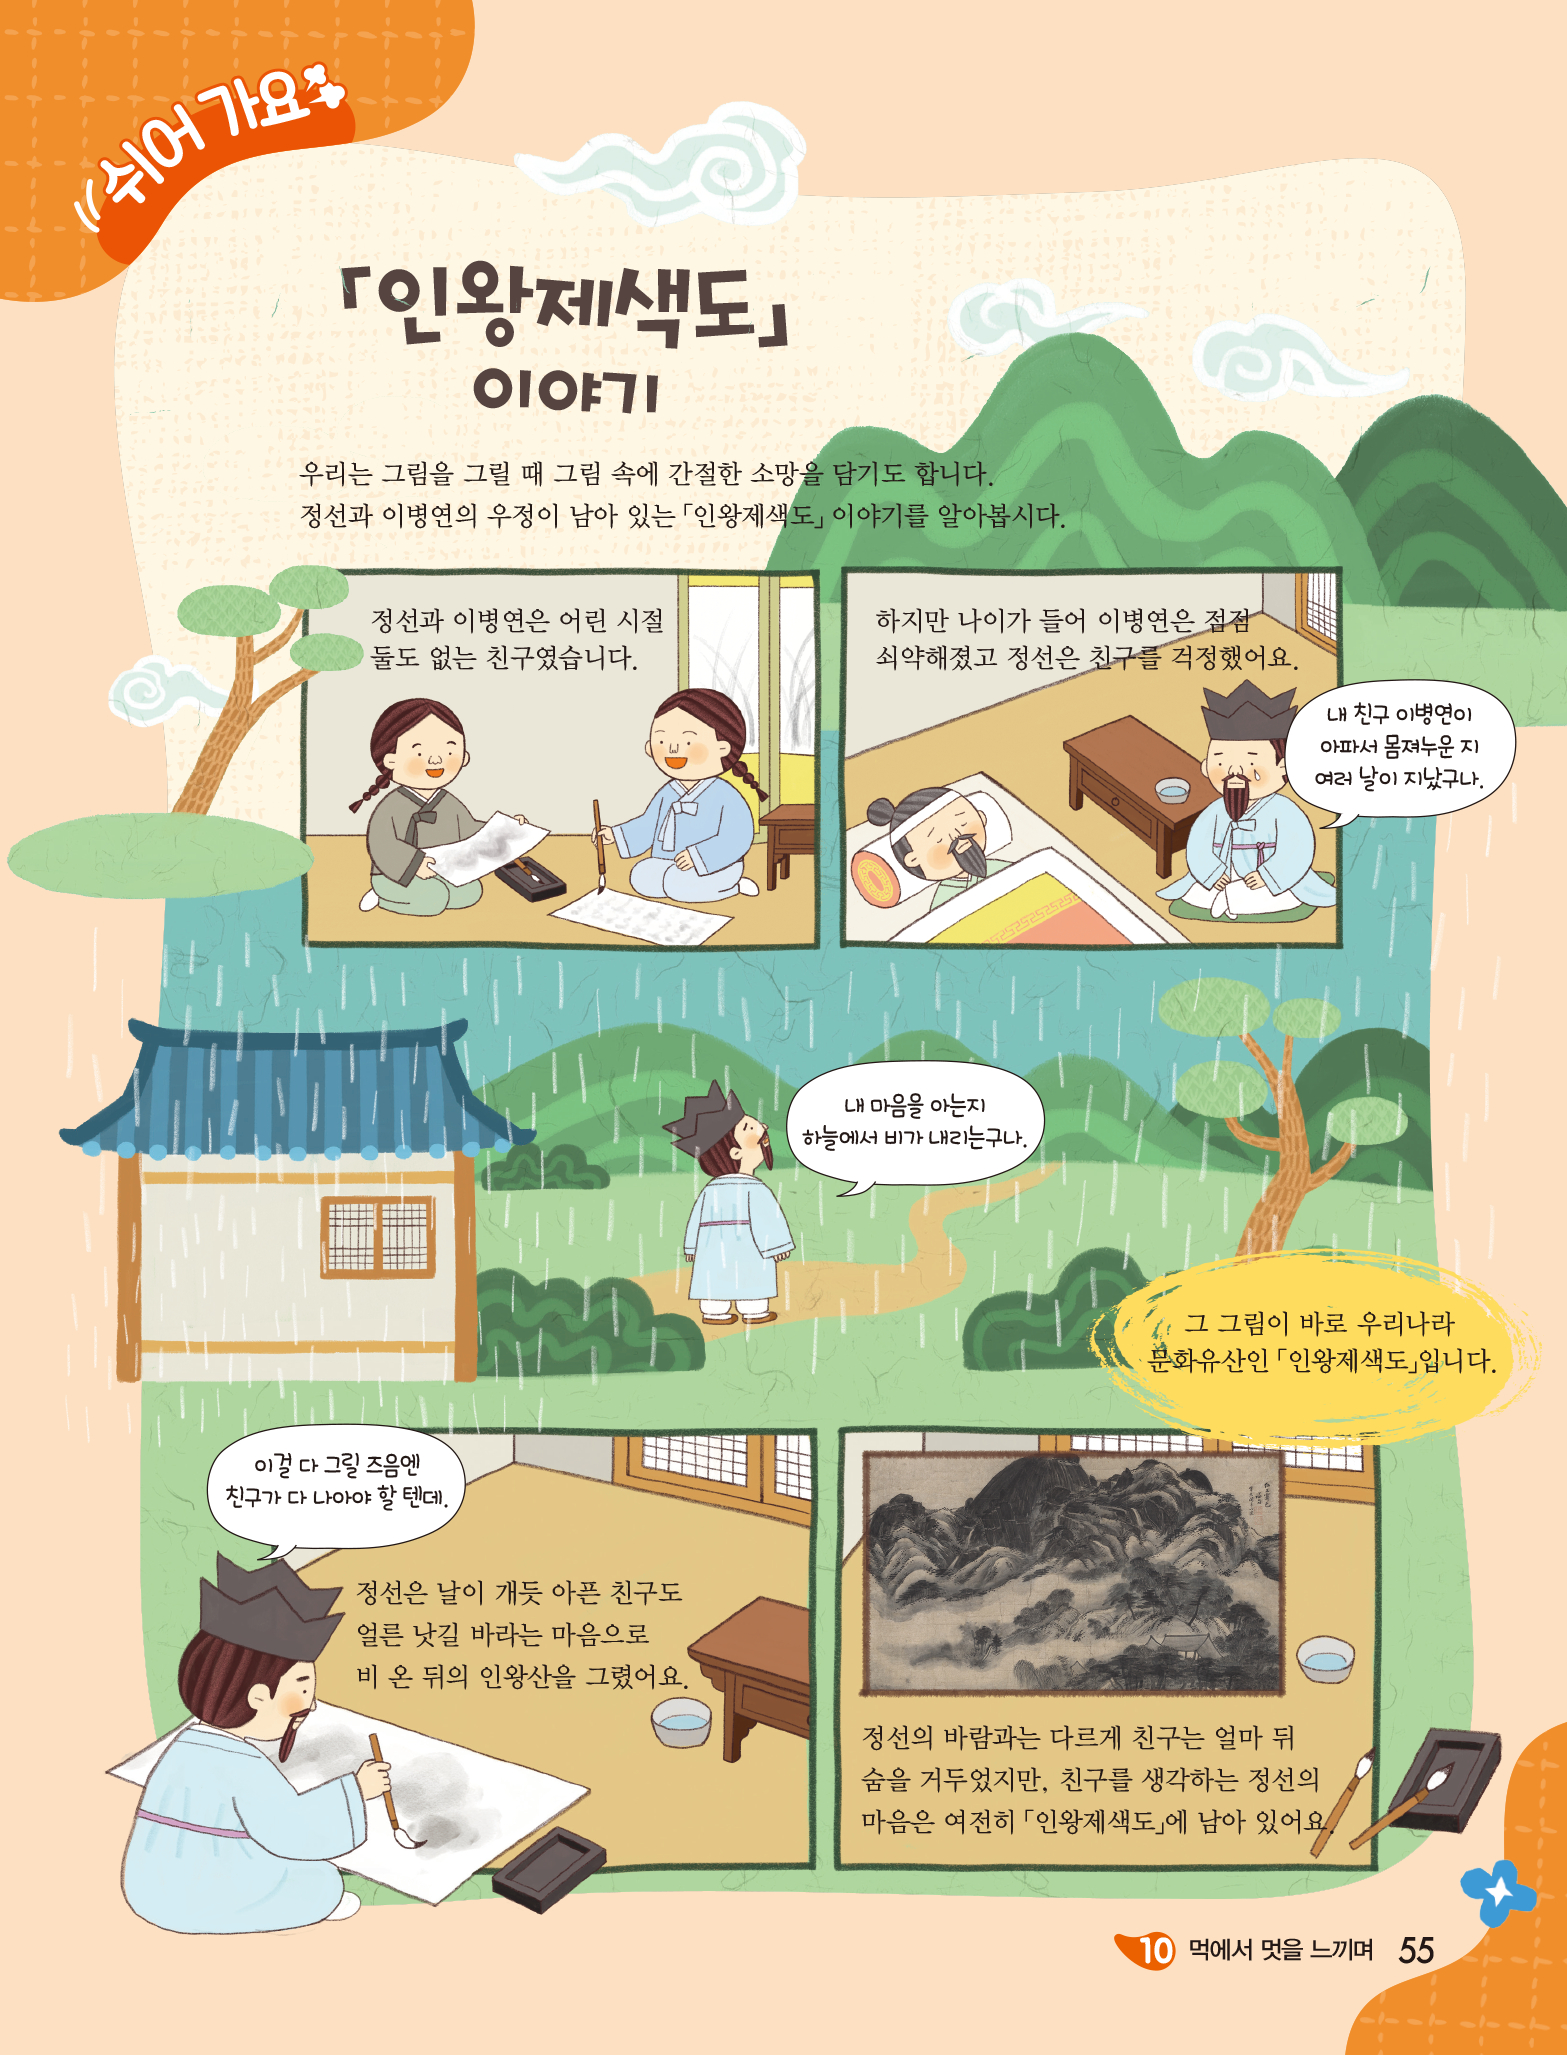 쉬어 가요
「인왕제색도」
이야기
우리는 그림을 그릴 때 그림 속에 간절한 소망을 담기도 합니다.
정선과 이병연의 우정이 남아 있는 「인왕제색도」 이야기를 알아봅시다.
정선과 이병연은 어린 시절
둘도 없는 친구였습니다.
하지만 나이가 들어 이병연은 점점
쇠약해졌고 정선은 친구를 걱정했어요.
내 친구 이병연이
아파서 몸져누운 지
여러 날이 지났구나.
내 마음을 아는지
하늘에서 비가 내리는구나.
이걸 다 그릴 즈음엔
친구가 다 나아야 할 텐데.
정선은 날이 개듯 아픈 친구도
얼른 낫길 바라는 마음으로
비 온 뒤의 인왕산을 그렸어요.
그 그림이 바로 우리나라
문화유산인 「인왕제색도」입니다.
정선의 바람과는 다르게 친구는 얼마 뒤
숨을 거두었지만, 친구를 생각하는 정선의
마음은 여전히 「인왕제색도」에 남아 있어요.
10 먹에서 멋을 느끼며 55